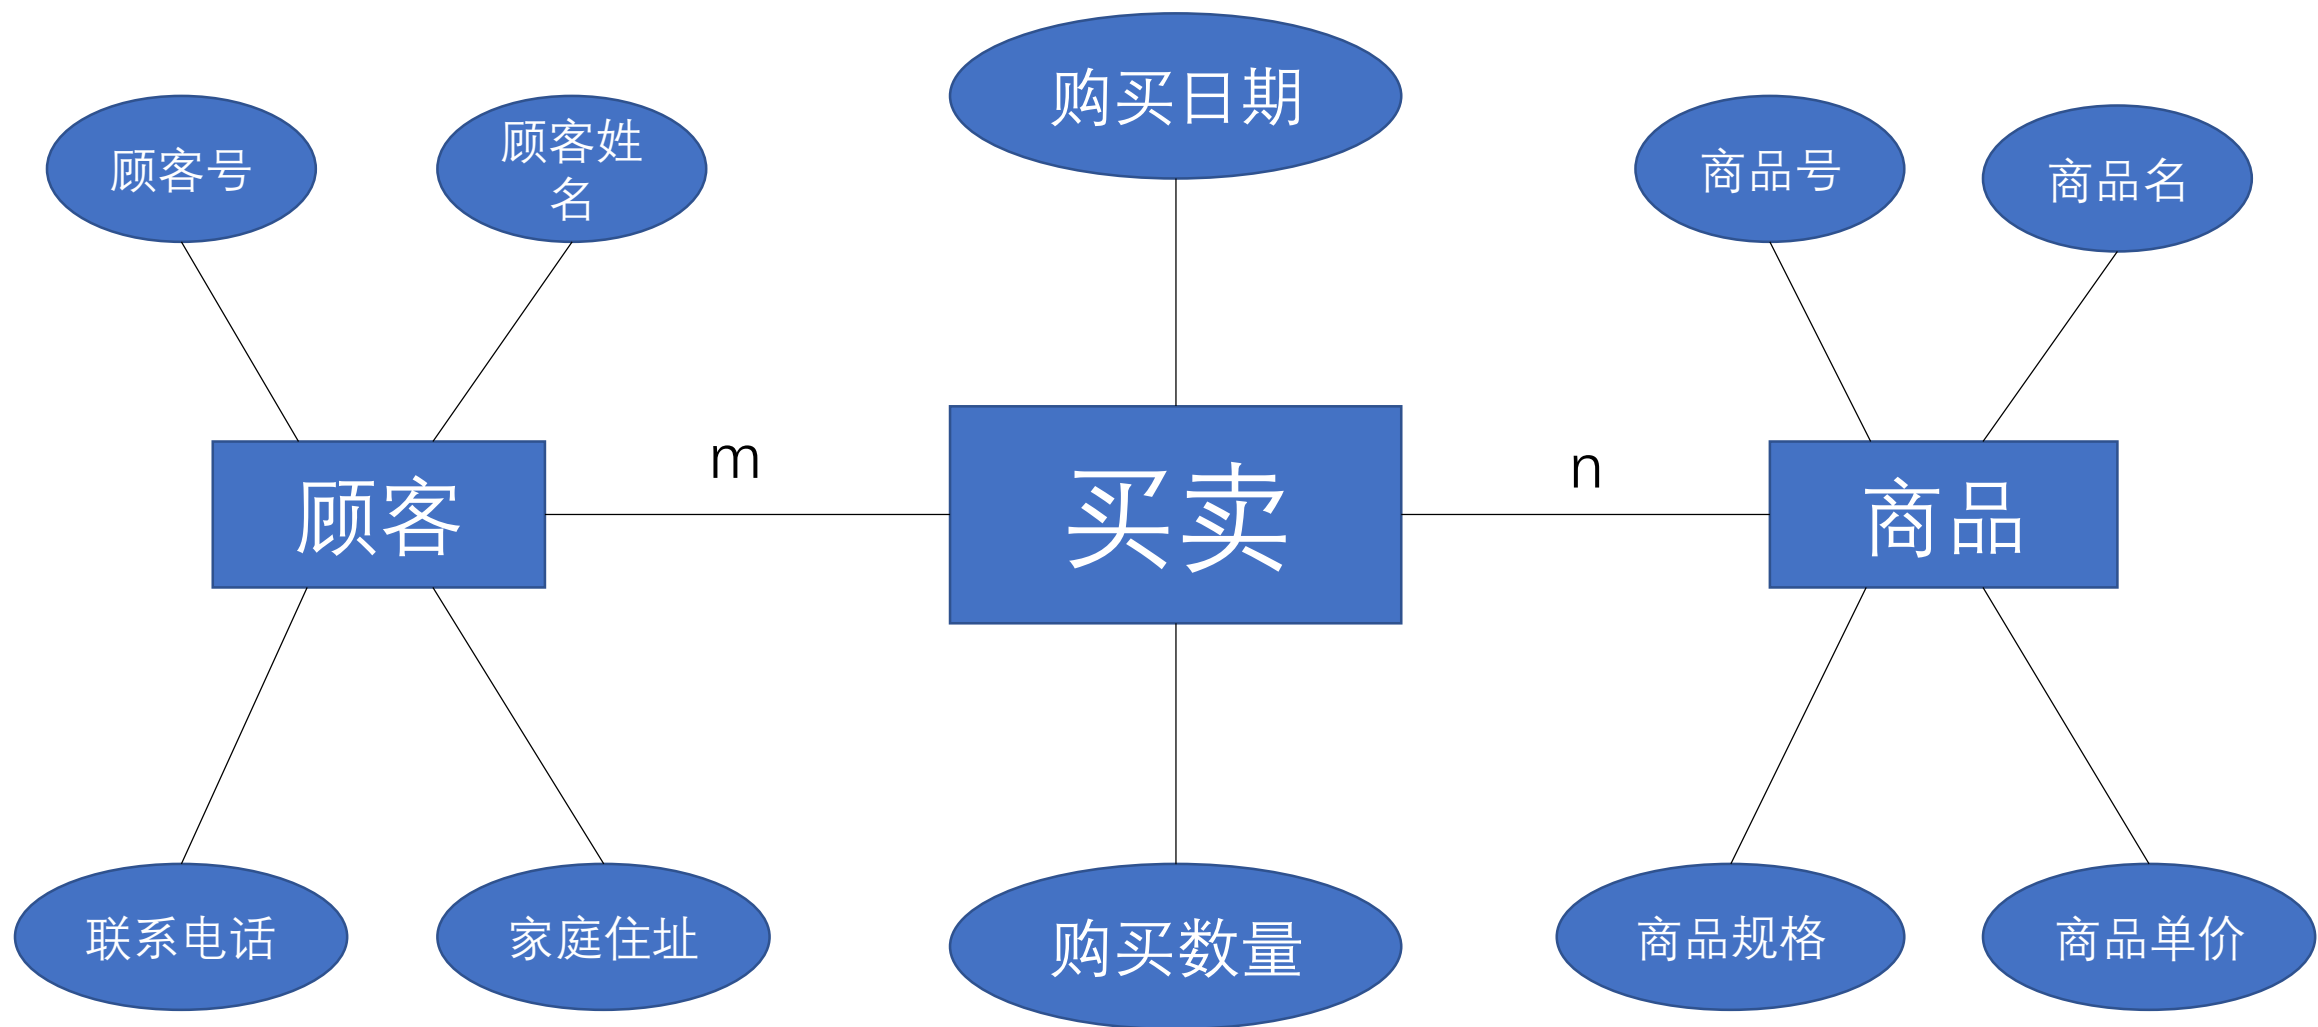 购买日期
顾客号
顾客姓
名
商品号
商品名
m
n
顾客
买卖
商品
联系电话
家庭住址
购买数量
商品规格
商品单价